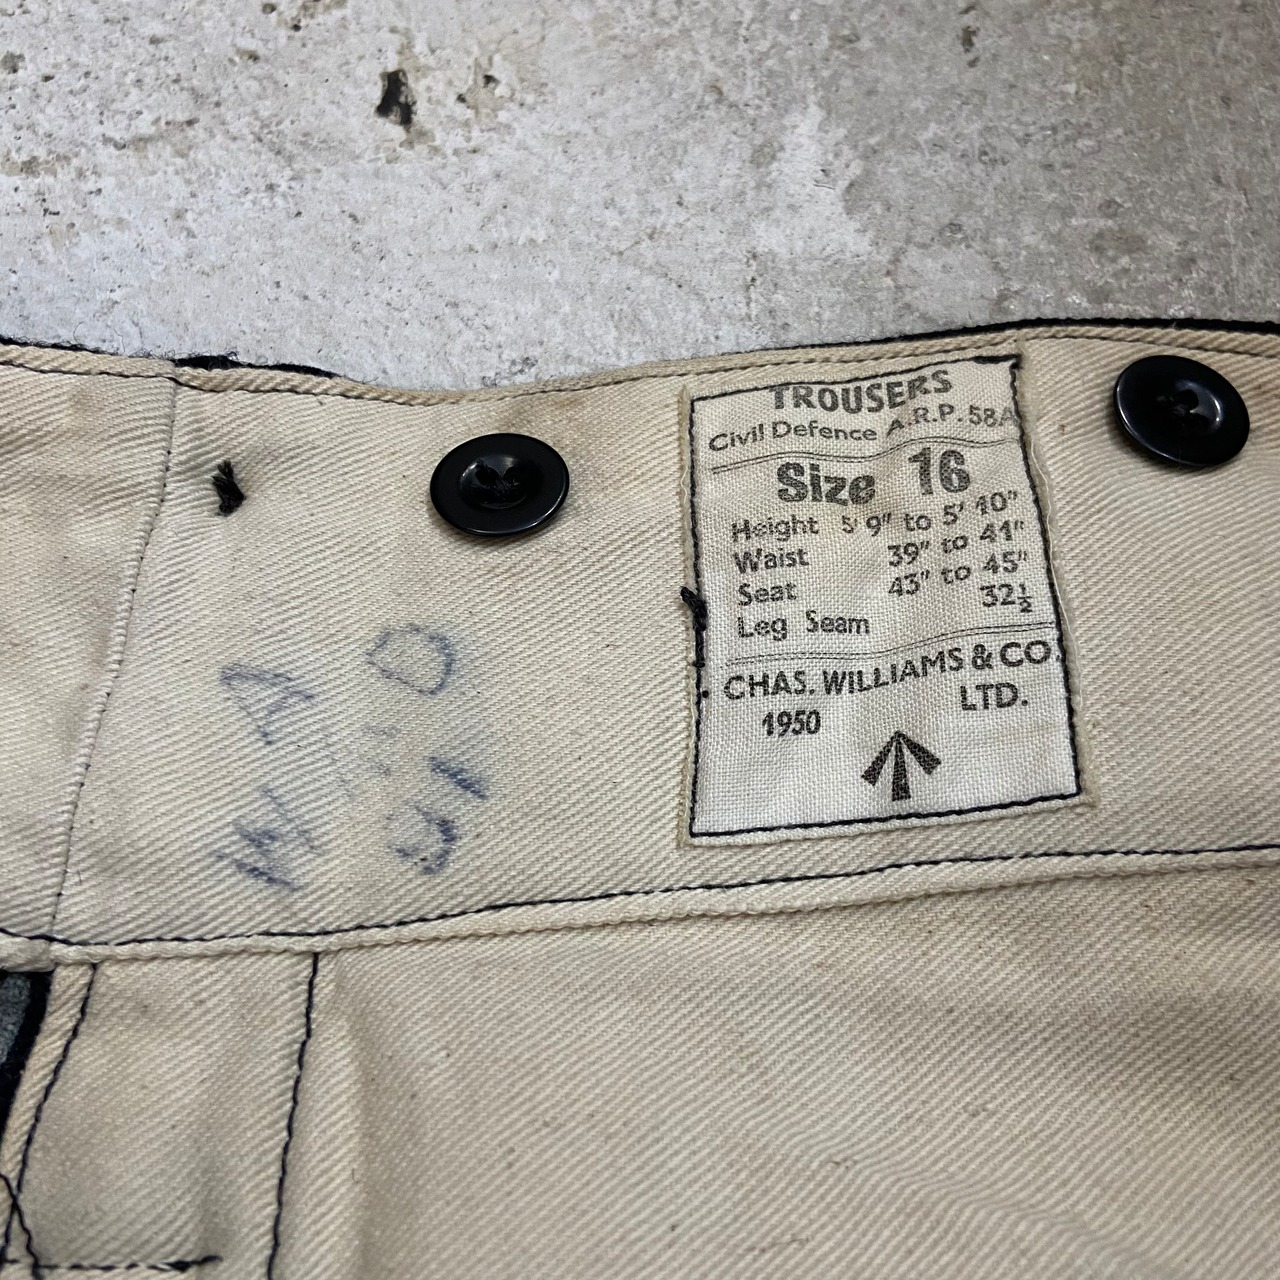 TROUSERS
Civil Defence A.R.P. 58A
Size 16
Height 5' 9" to 5' 10"
Waist 39" to 41"
Seat 43" to 45"
Leg Seam 32½
CHAS. WILLIAMS & CO.
LTD.
1950